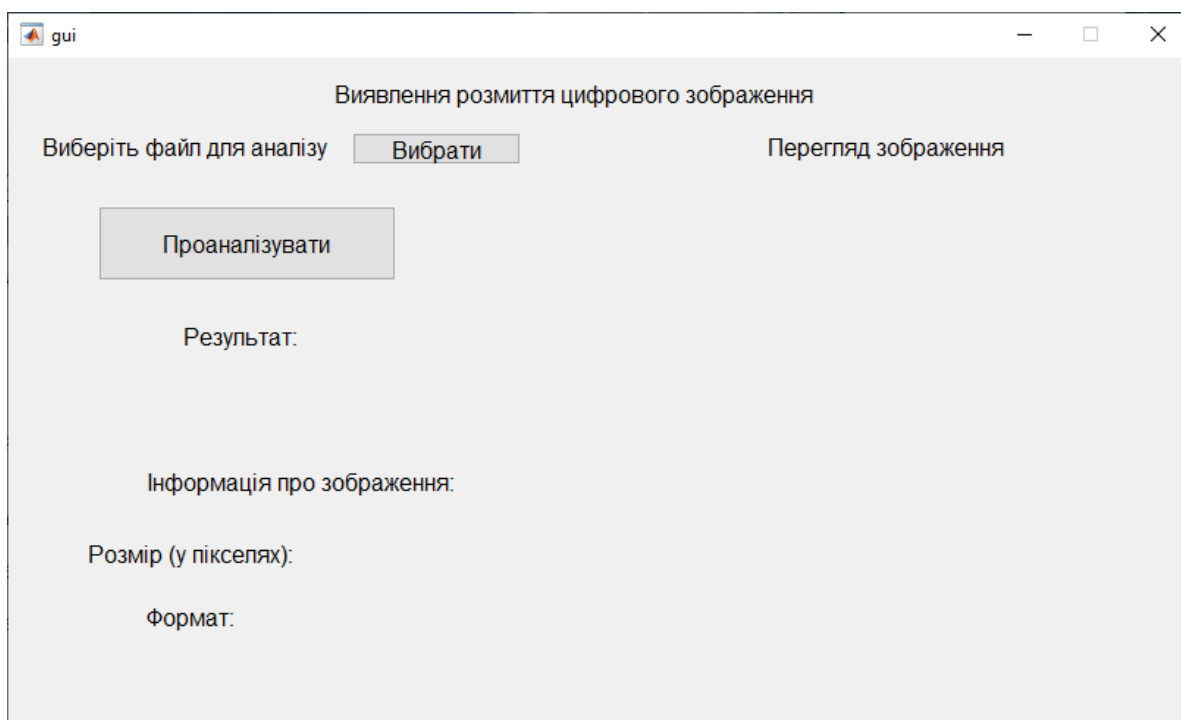 gui
Виявлення розмиття цифрового зображення
Виберіть файл для аналізу Вибрати Перегляд зображення
Проаналізувати
Результат:
Інформація про зображення:
Розмір (у пікселях):
Формат: